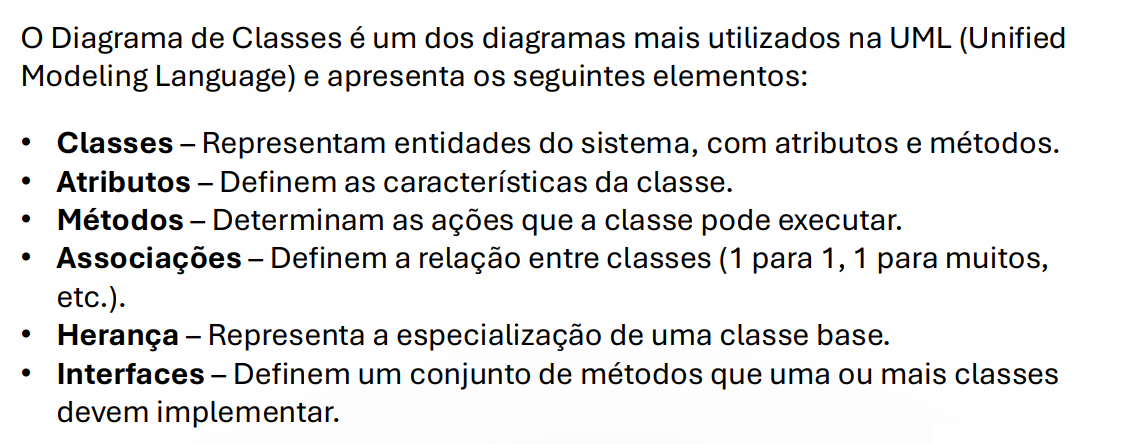 O Diagrama de Classes é um dos diagramas mais utilizados na UML (Unified
Modeling Language) e apresenta os seguintes elementos:
• Classes – Representam entidades do sistema, com atributos e métodos.
• Atributos – Definem as características da classe.
• Métodos – Determinam as ações que a classe pode executar.
• Associações – Definem a relação entre classes (1 para 1, 1 para muitos,
etc.).
• Herança – Representa a especialização de uma classe base.
• Interfaces – Definem um conjunto de métodos que uma ou mais classes
devem implementar.